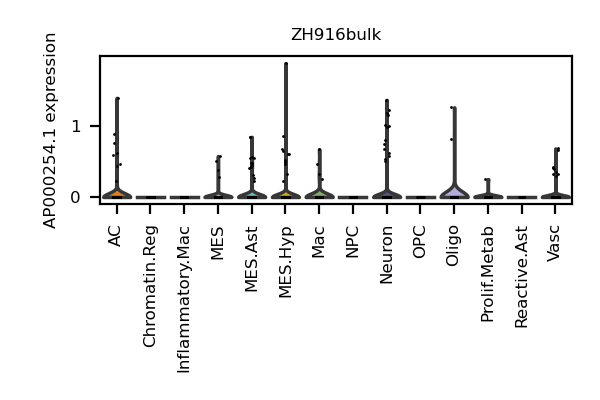 ZH916bulk
AP000254.1 expression
1
0
AC
Chromatin.Reg
Inflammatory.Mac
MES
MES.Ast
MES.Hyp
Mac
NPC
Neuron
OPC
Oligo
Prolif.Metab
Reactive.Ast
Vasc